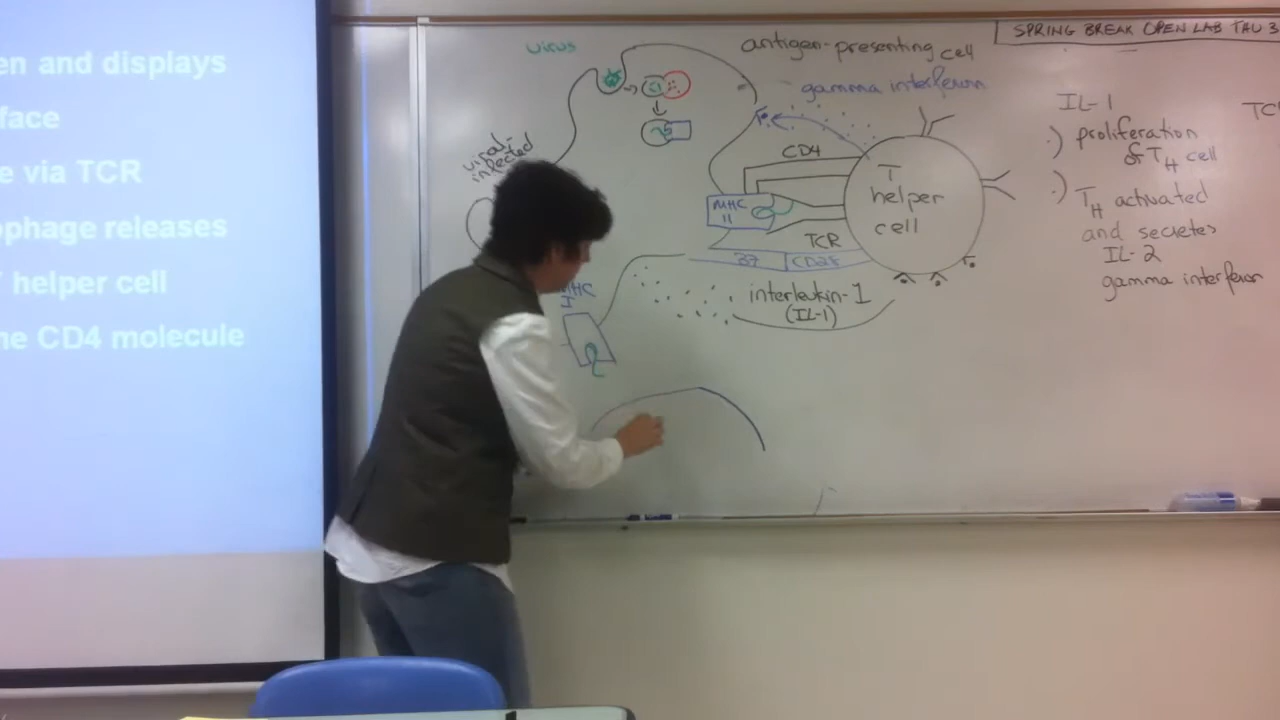 en and displays
face
e via TCR
ophage releases
T helper cell
he CD4 molecule
virus
viral-
infected
antigen-presenting cell
gamma interferon
CD4
MHC
II
TCR
B7
CD28
T
helper
cell
interleukin-1
(IL-1)
MHC
I
SPRING BREAK OPEN LAB TAU 3
IL-1
·) proliferation
of TH cell
·) TH activated
and secretes
IL-2
gamma interferon
TC